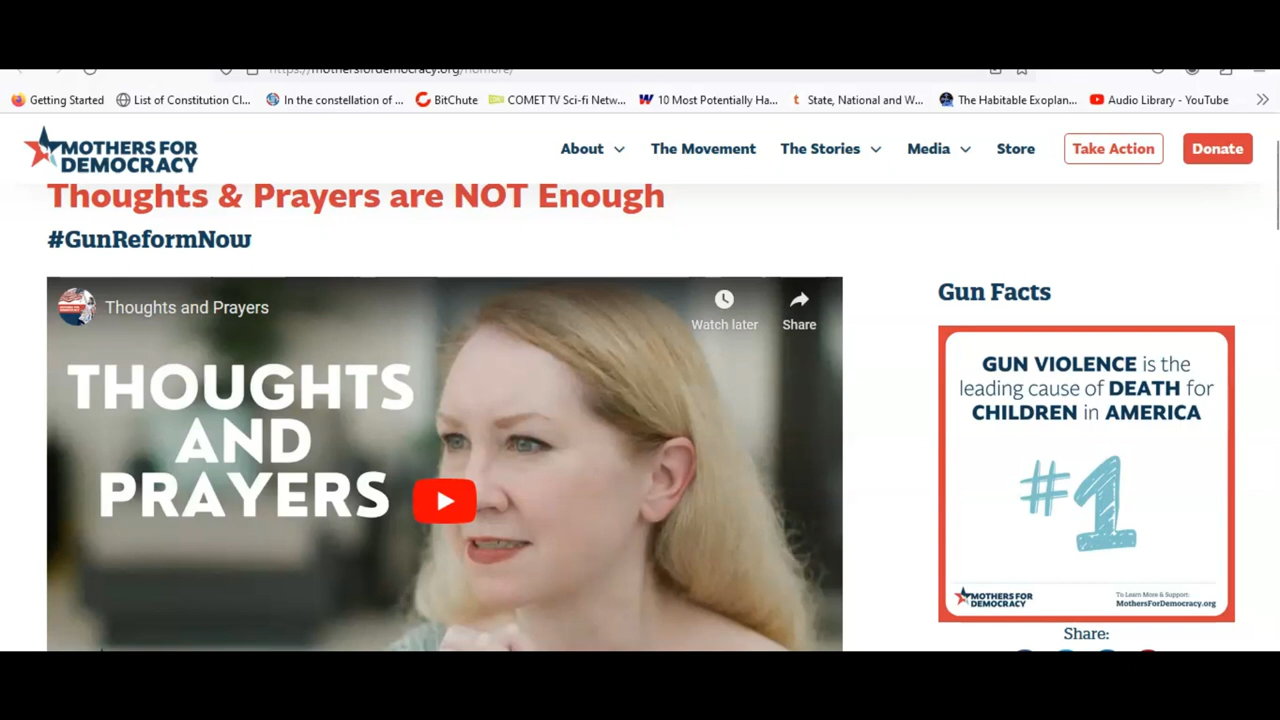 https://mothersfordemocracy.org/nomore/
Getting Started
List of Constitution Cl...
In the constellation of ...
BitChute
COMET TV Sci-fi Netw...
10 Most Potentially Ha...
State, National and W...
The Habitable Exoplan...
Audio Library - YouTube
MOTHERS FOR
DEMOCRACY
About
The Movement
The Stories
Media
Store
Take Action
Donate
Thoughts & Prayers are NOT Enough
#GunReformNow
Thoughts and Prayers
Watch later
Share
THOUGHTS
AND
PRAYERS
Gun Facts
GUN VIOLENCE is the
leading cause of DEATH for
CHILDREN in AMERICA
#1
MOTHERS FOR
DEMOCRACY
To Learn More & Support:
MothersForDemocracy.org
Share: